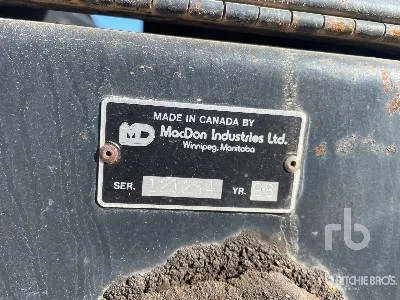 MADE IN CANADA BY
MD MacDon Industries Ltd.
Winnipeg, Manitoba
SER. YR.
rb
RITCHIE BROS.